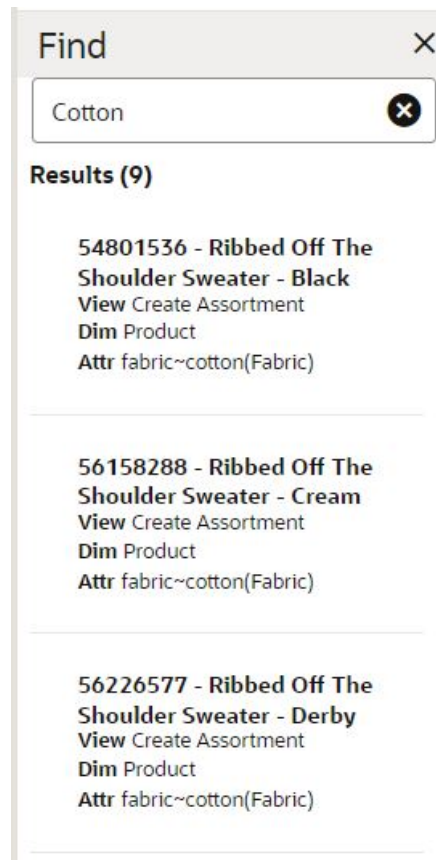 Find
Cotton
Results (9)
54801536 - Ribbed Off The
Shoulder Sweater - Black
View Create Assortment
Dim Product
Attr fabric~cotton(Fabric)
56158288 - Ribbed Off The
Shoulder Sweater - Cream
View Create Assortment
Dim Product
Attr fabric~cotton(Fabric)
56226577 - Ribbed Off The
Shoulder Sweater - Derby
View Create Assortment
Dim Product
Attr fabric~cotton(Fabric)